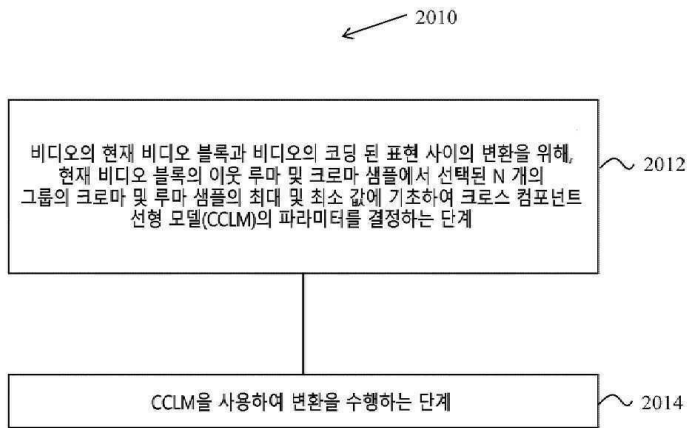 2010
비디오의 현재 비디오 블록과 비디오의 코딩 된 표현 사이의 변환을 위해,
현재 비디오 블록의 이웃 루마 및 크로마 샘플에서 선택된 N 개의
그룹의 크로마 및 루마 샘플의 최대 및 최소 값에 기초하여 크로스 컴포넌트
선형 모델(CCLM)의 파라미터를 결정하는 단계
2012
CCLM을 사용하여 변환을 수행하는 단계
2014